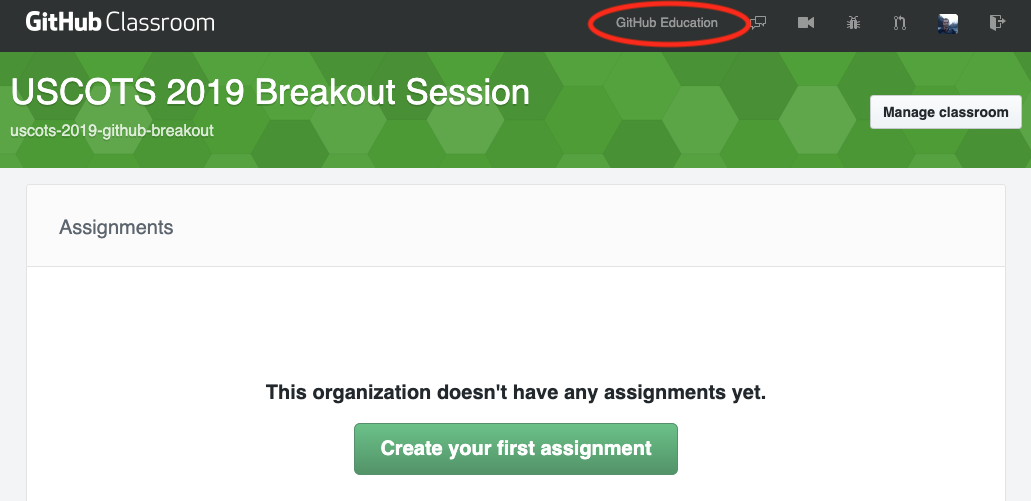 GitHub Classroom
GitHub Education
USCOTS 2019 Breakout Session
uscots-2019-github-breakout
Manage classroom
Assignments
This organization doesn't have any assignments yet.
Create your first assignment